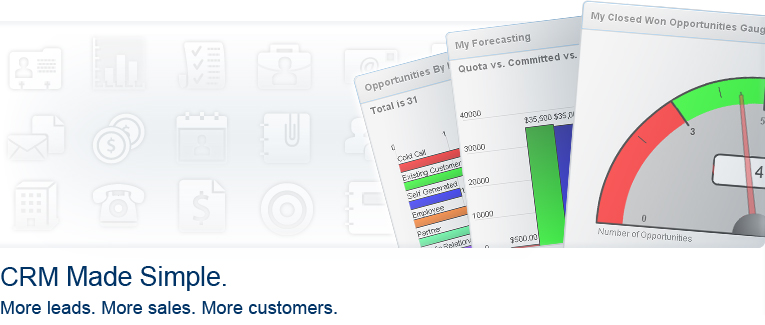 My Closed Won Opportunities Gaug
My Forecasting
Quota vs. Committed vs.
Opportunities By
Total is 31
40000
$35,500 $35,
30000
20000
10000
$500.00
0
0
1
Cold Call
Existing Customer
Self Generated
Employee
Partner
Relation
3
5
4
0
Number of Opportunities
CRM Made Simple.
More leads. More sales. More customers.